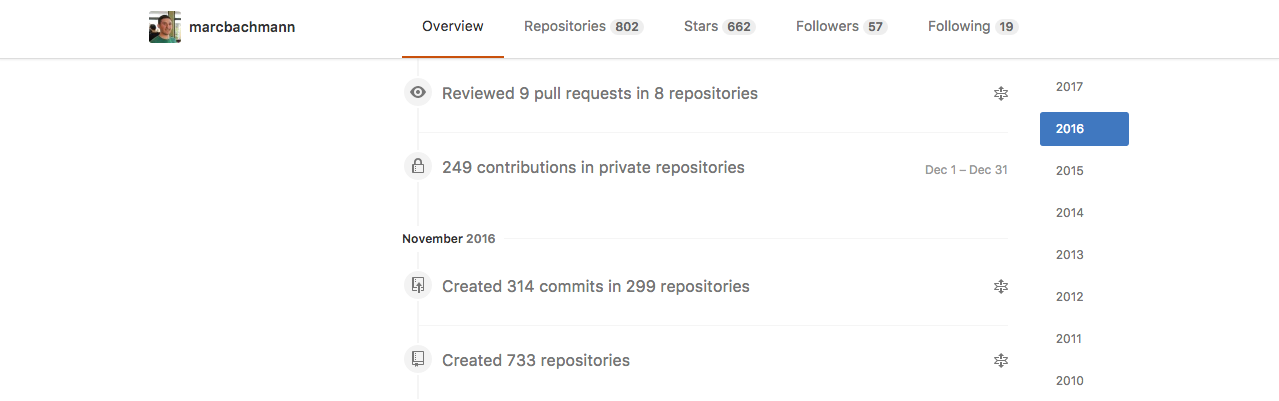 marcbachmann Overview Repositories 802 Stars 662 Followers 57 Following 19
Reviewed 9 pull requests in 8 repositories
249 contributions in private repositories Dec 1 – Dec 31
November 2016
Created 314 commits in 299 repositories
Created 733 repositories
2017
2016
2015
2014
2013
2012
2011
2010